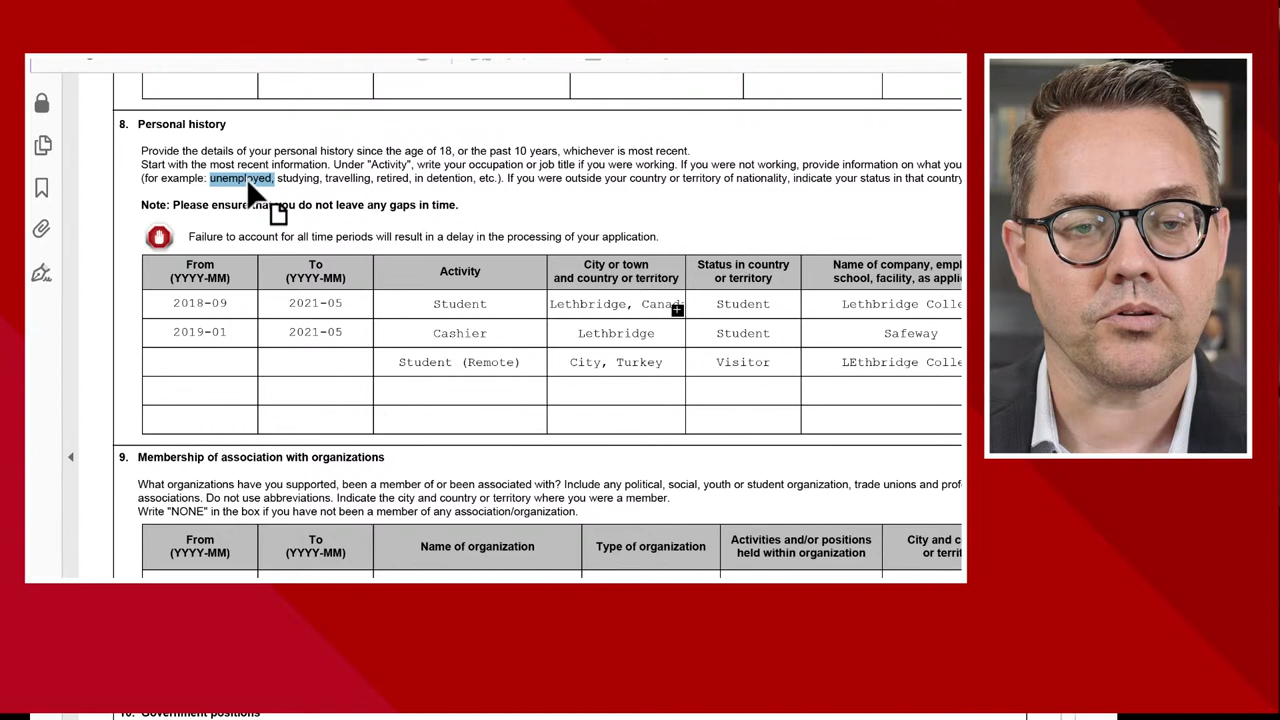 8. Personal history
Provide the details of your personal history since the age of 18, or the past 10 years, whichever is most recent.
Start with the most recent information. Under "Activity", write your occupation or job title if you were working. If you were not working, provide information on what you
(for example: unemployed, studying, travelling, retired, in detention, etc.). If you were outside your country or territory of nationality, indicate your status in that country
Note: Please ensure that you do not leave any gaps in time.
Failure to account for all time periods will result in a delay in the processing of your application.
From (YYYY-MM) To (YYYY-MM) Activity City or town and country or territory Status in country or territory Name of company, school, facility, as
2018-09 2021-05 Student Lethbridge, Student Lethbridge
2019-01 2021-05 Cashier Lethbridge Student Safeway
Student (Remote) City, Turkey Visitor LEthbridge
9. Membership of association with organizations
What organizations have you supported, been a member of or been associated with? Include any political, social, youth or student organization, trade unions and
associations. Do not use abbreviations. Indicate the city and country or territory where you were a member.
Write "NONE" in the box if you have not been a member of any association/organization.
From (YYYY-MM) To (YYYY-MM) Name of organization Type of organization Activities and/or positions held within organization City and or